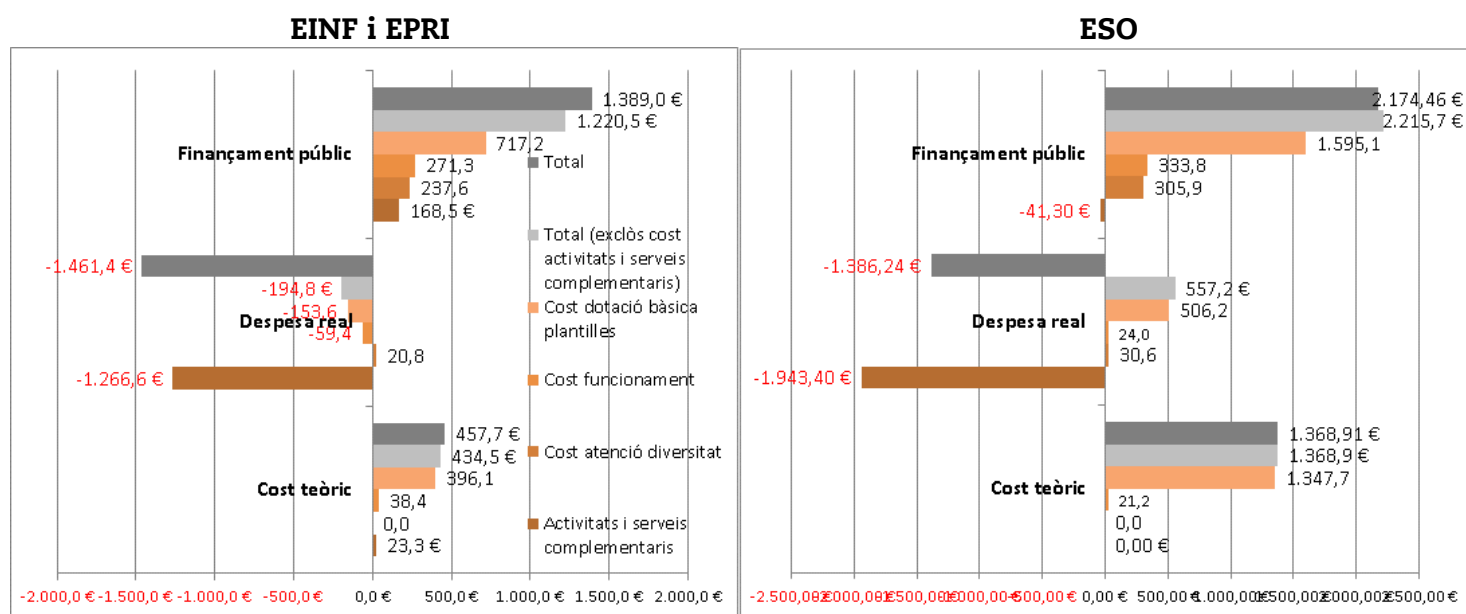 EINF i EPRI
1.389,0 €
1.220,5 €
717,2
Finançament públic
271,3
237,6
168,5 €
-1.461,4 €
-194,8 €
-153,6
Despesa real
-59,4
20,8
-1.266,6 €
457,7 €
434,5 €
396,1
Cost teòric
38,4
0,0
23,3 €
Total
Total (exclòs cost
activitats i serveis
complementaris)
Cost dotació bàsica
plantilles
Cost funcionament
Cost atenció diversitat
Activitats i serveis
complementaris
-2.000,0 € -1.500,0 € -1.000,0 € -500,0 € 0,0 € 500,0 € 1.000,0 € 1.500,0 € 2.000,0 €
ESO
2.174,46 €
2.215,7 €
1.595,1
Finançament públic
333,8
305,9
-41,30 €
-1.386,24 €
557,2 €
506,2
Despesa real
24,0
30,6
-1.943,40 €
1.368,91 €
1.368,9 €
1.347,7
Cost teòric
21,2
0,0
0,00 €
0,00 € 500,00 €